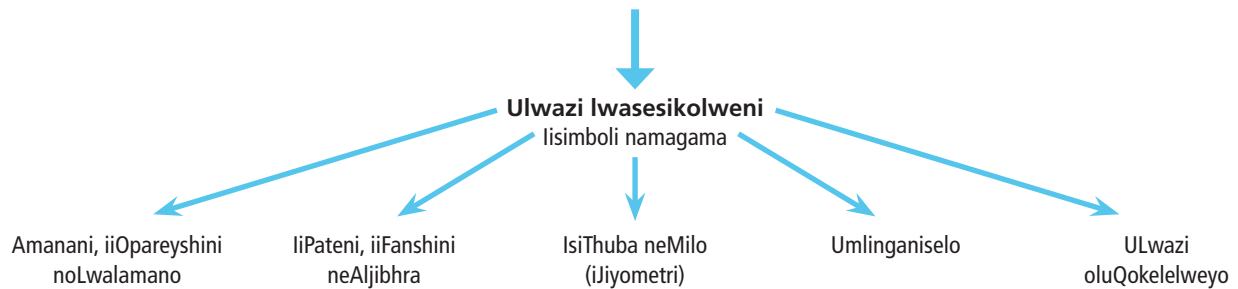 Ulwazi lwasesikolweni
Iisimboli namagama
Amanani, iiOpareyshini
noLwalamano
IiPateni, iiFanshini
neAljibhra
IsiThuba neMilo
(iJiyometri)
Umlinganiselo
ULwazi
oluQokelelweyo